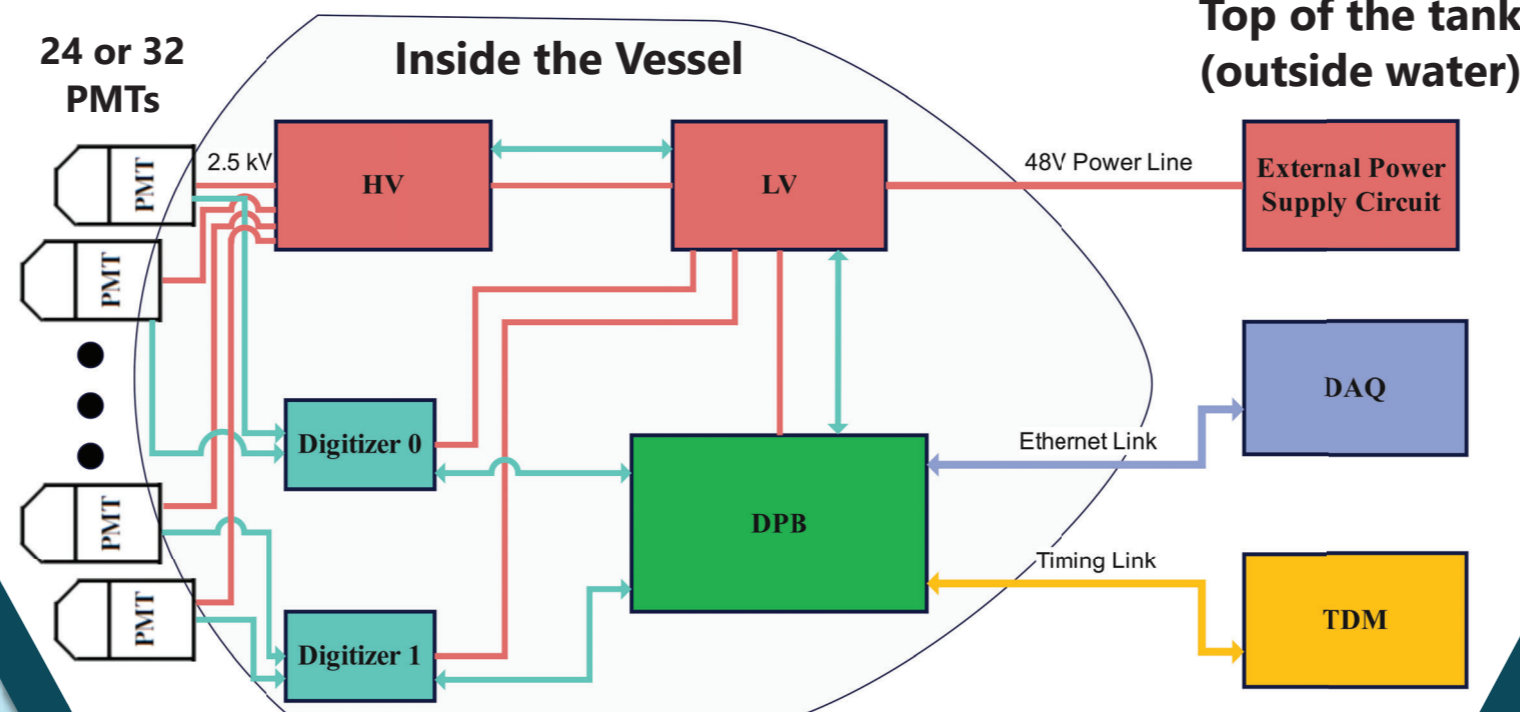 24 or 32
PMTs
Inside the Vessel
Top of the tank
(outside water)
PMT
2.5 kV
HV
LV
48V Power Line
External Power
Supply Circuit
PMT
DAQ
Digitizer 0
Ethernet Link
PMT
DPB
Timing Link
PMT
TDM
Digitizer 1